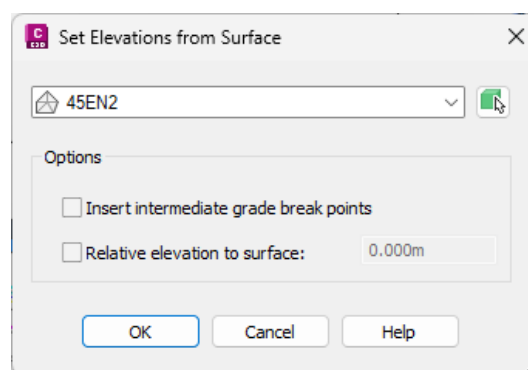 C
C3D
Set Elevations from Surface
45EN2
Options
Insert intermediate grade break points
Relative elevation to surface: 0.000m
OK Cancel Help